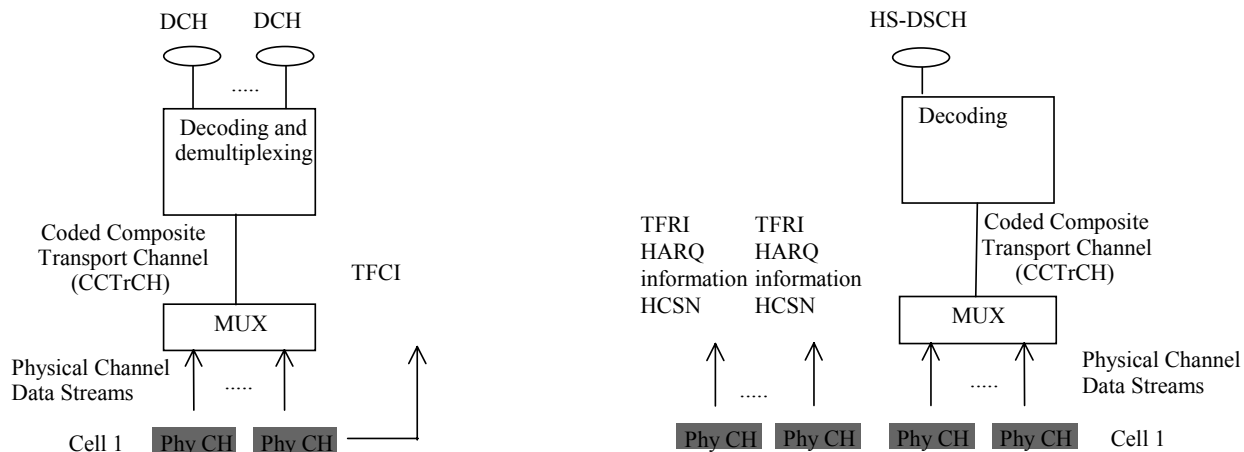 DCH DCH
.....
Decoding and
demultiplexing
Coded Composite
Transport Channel
(CCTrCH)
TFCI
MUX
Physical Channel
Data Streams
.....
Cell 1 Phy CH Phy CH
HS-DSCH
Decoding
TFRI
HARQ
information
HCSN
TFRI
HARQ
information
HCSN
Coded Composite
Transport Channel
(CCTrCH)
MUX
Physical Channel
Data Streams
.....
.....
Phy CH Phy CH Phy CH Phy CH Cell 1